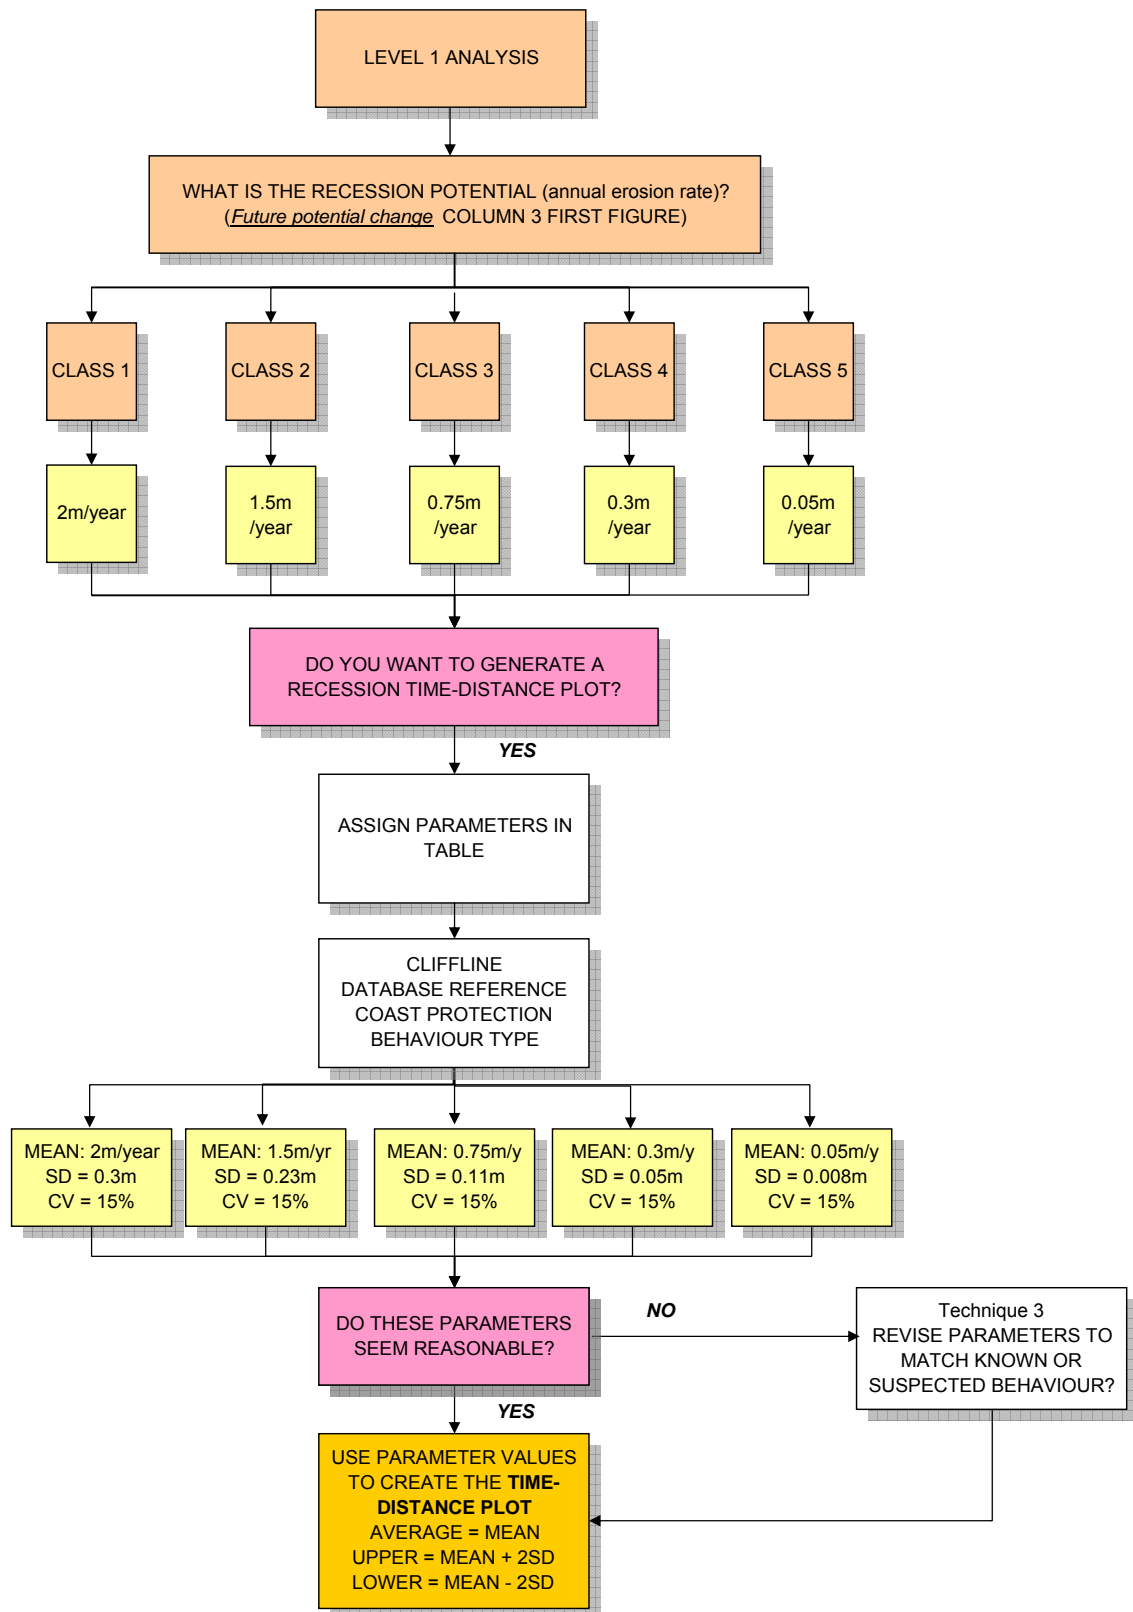 LEVEL 1 ANALYSIS
WHAT IS THE RECESSION POTENTIAL (annual erosion rate)?
(Future potential change COLUMN 3 FIRST FIGURE)
CLASS 1
CLASS 2
CLASS 3
CLASS 4
CLASS 5
2m/year
1.5m
/year
0.75m
/year
0.3m
/year
0.05m
/year
DO YOU WANT TO GENERATE A
RECESSION TIME-DISTANCE PLOT?
YES
ASSIGN PARAMETERS IN
TABLE
CLIFFLINE
DATABASE REFERENCE
COAST PROTECTION
BEHAVIOUR TYPE
MEAN: 2m/year
SD = 0.3m
CV = 15%
MEAN: 1.5m/yr
SD = 0.23m
CV = 15%
MEAN: 0.75m/y
SD = 0.11m
CV = 15%
MEAN: 0.3m/y
SD = 0.05m
CV = 15%
MEAN: 0.05m/y
SD = 0.008m
CV = 15%
DO THESE PARAMETERS
SEEM REASONABLE?
NO
Technique 3
REVISE PARAMETERS TO
MATCH KNOWN OR
SUSPECTED BEHAVIOUR?
YES
USE PARAMETER VALUES
TO CREATE THE TIME-
DISTANCE PLOT
AVERAGE = MEAN
UPPER = MEAN + 2SD
LOWER = MEAN - 2SD